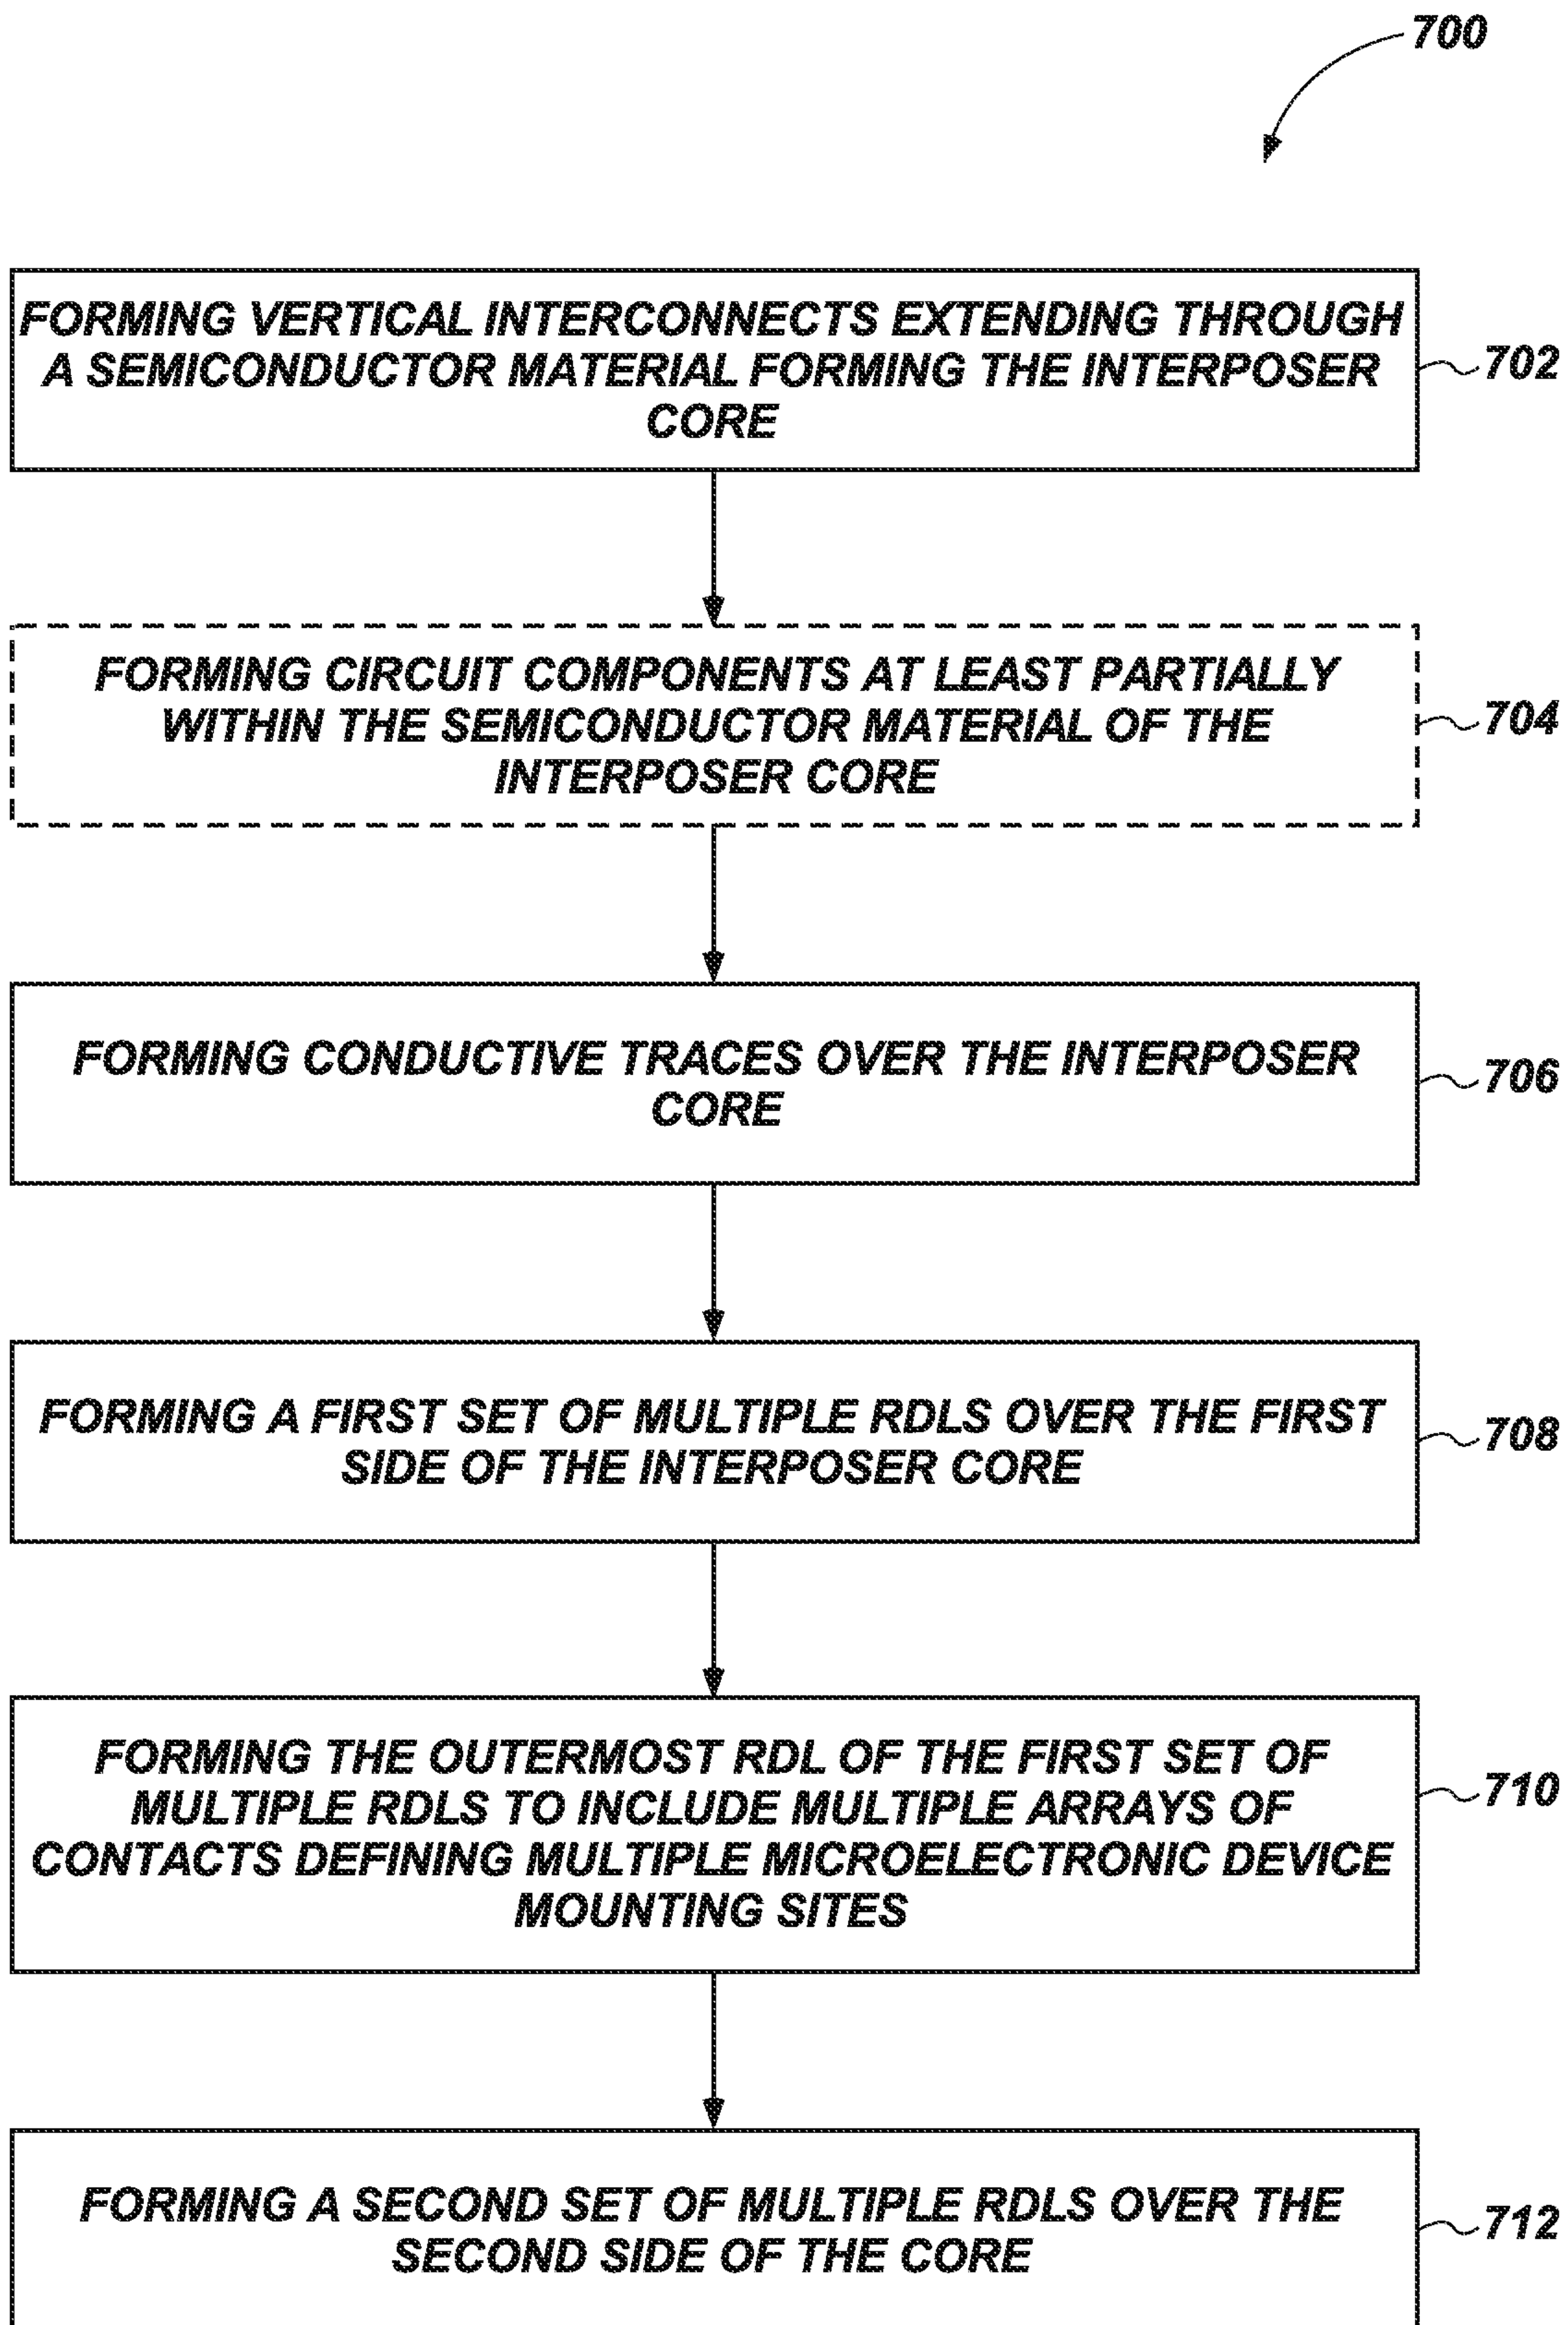 700
FORMING VERTICAL INTERCONNECTS EXTENDING THROUGH
A SEMICONDUCTOR MATERIAL FORMING THE INTERPOSER
CORE
702
FORMING CIRCUIT COMPONENTS AT LEAST PARTIALLY
WITHIN THE SEMICONDUCTOR MATERIAL OF THE
INTERPOSER CORE
704
FORMING CONDUCTIVE TRACES OVER THE INTERPOSER
CORE
706
FORMING A FIRST SET OF MULTIPLE RDLS OVER THE FIRST
SIDE OF THE INTERPOSER CORE
708
FORMING THE OUTERMOST RDL OF THE FIRST SET OF
MULTIPLE RDLS TO INCLUDE MULTIPLE ARRAYS OF
CONTACTS DEFINING MULTIPLE MICROELECTRONIC DEVICE
MOUNTING SITES
710
FORMING A SECOND SET OF MULTIPLE RDLS OVER THE
SECOND SIDE OF THE CORE
712